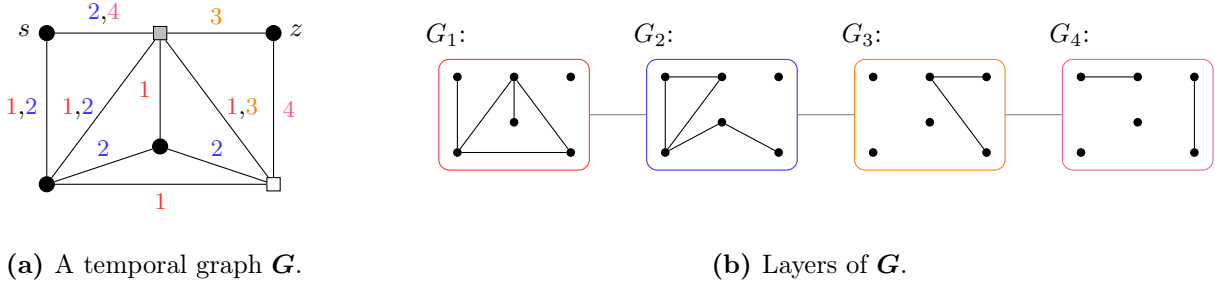 2,4
3
s
z
1,2
1,2
1
1,3
4
2
2
1
(a) A temporal graph G.
G1:
G2:
G3:
G4:
(b) Layers of G.